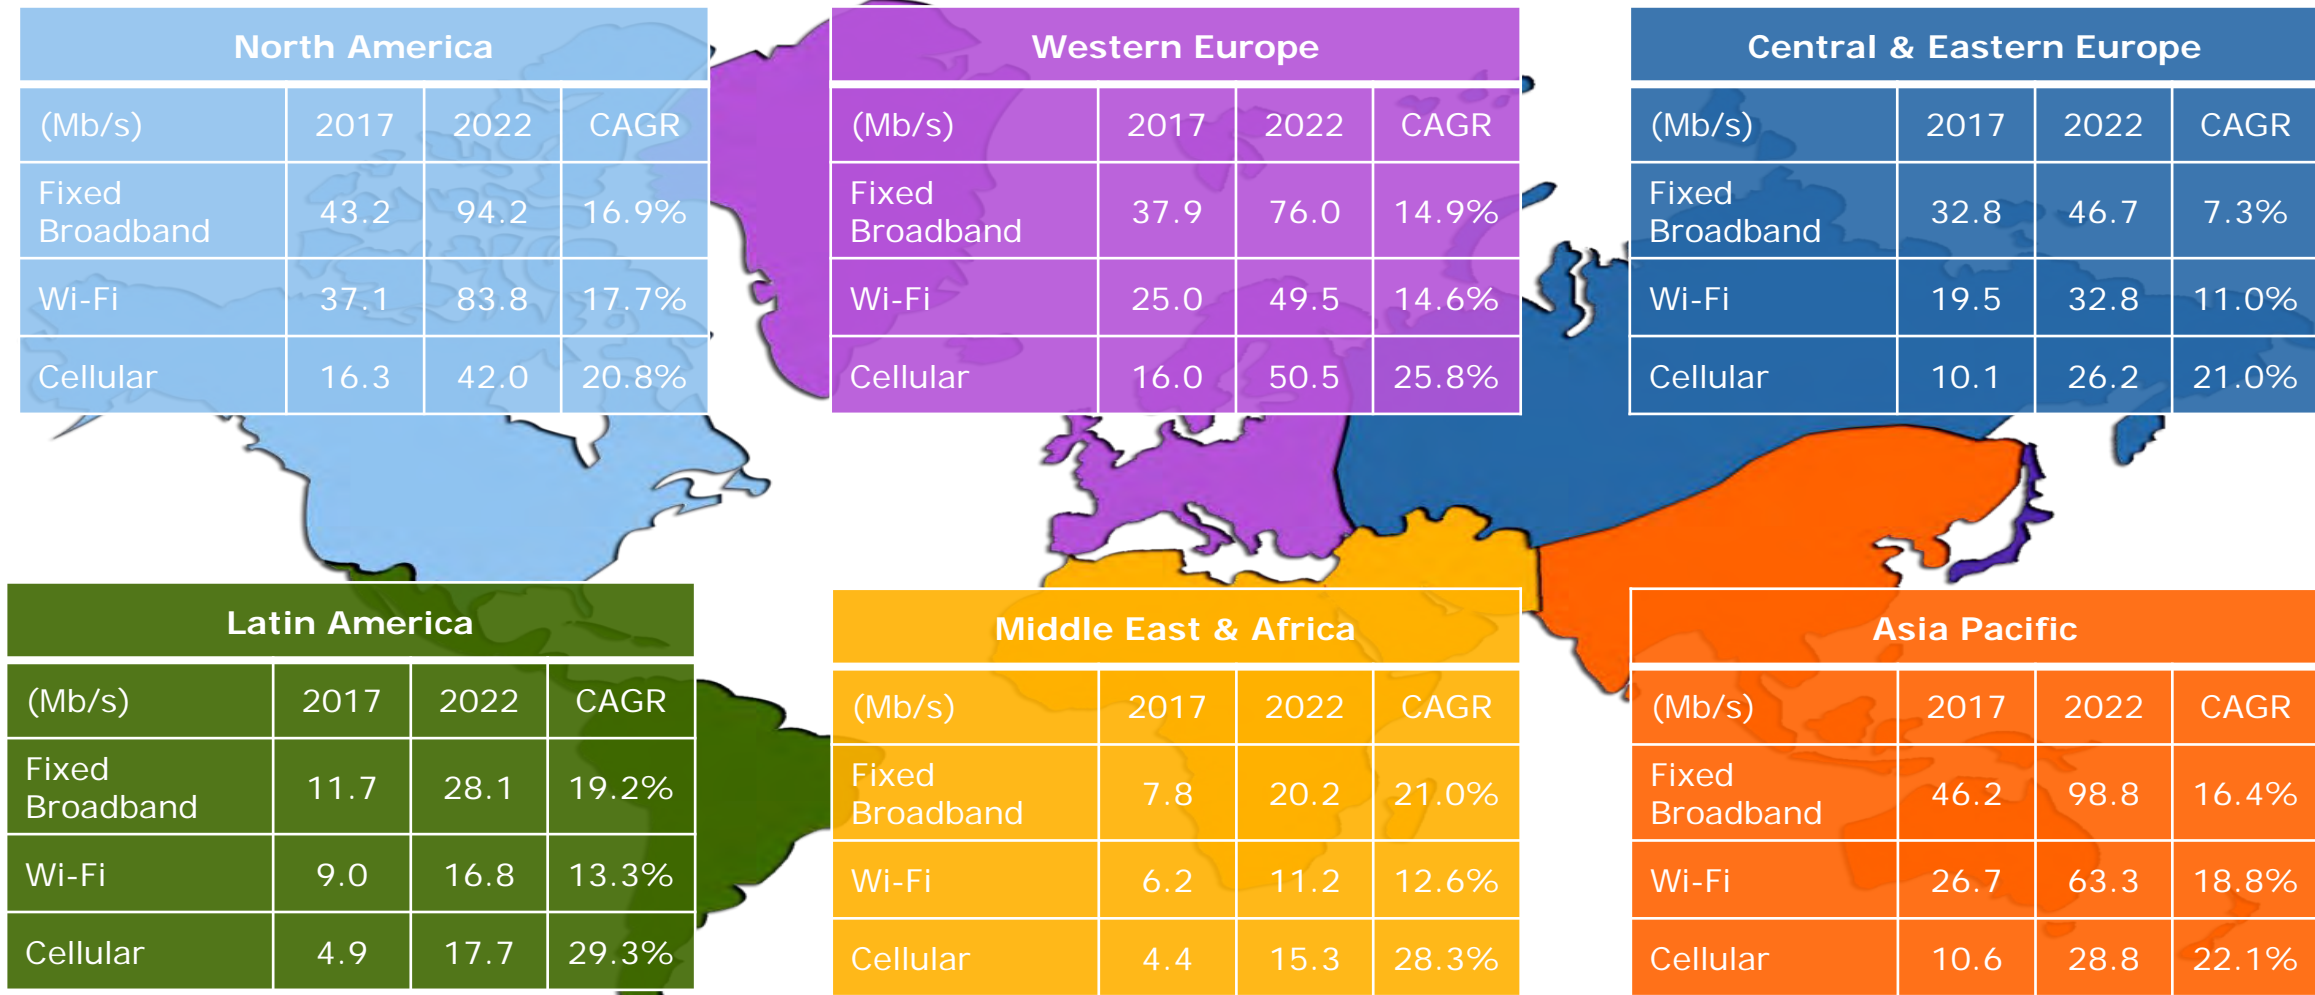 North America
(Mb/s) 2017 2022 CAGR
Fixed
Broadband 43.2 94.2 16.9%
Wi-Fi 37.1 83.8 17.7%
Cellular 16.3 42.0 20.8%
Western Europe
(Mb/s) 2017 2022 CAGR
Fixed
Broadband 37.9 76.0 14.9%
Wi-Fi 25.0 49.5 14.6%
Cellular 16.0 50.5 25.8%
Central & Eastern Europe
(Mb/s) 2017 2022 CAGR
Fixed
Broadband 32.8 46.7 7.3%
Wi-Fi 19.5 32.8 11.0%
Cellular 10.1 26.2 21.0%
Latin America
(Mb/s) 2017 2022 CAGR
Fixed
Broadband 11.7 28.1 19.2%
Wi-Fi 9.0 16.8 13.3%
Cellular 4.9 17.7 29.3%
Middle East & Africa
(Mb/s) 2017 2022 CAGR
Fixed
Broadband 7.8 20.2 21.0%
Wi-Fi 6.2 11.2 12.6%
Cellular 4.4 15.3 28.3%
Asia Pacific
(Mb/s) 2017 2022 CAGR
Fixed
Broadband 46.2 98.8 16.4%
Wi-Fi 26.7 63.3 18.8%
Cellular 10.6 28.8 22.1%